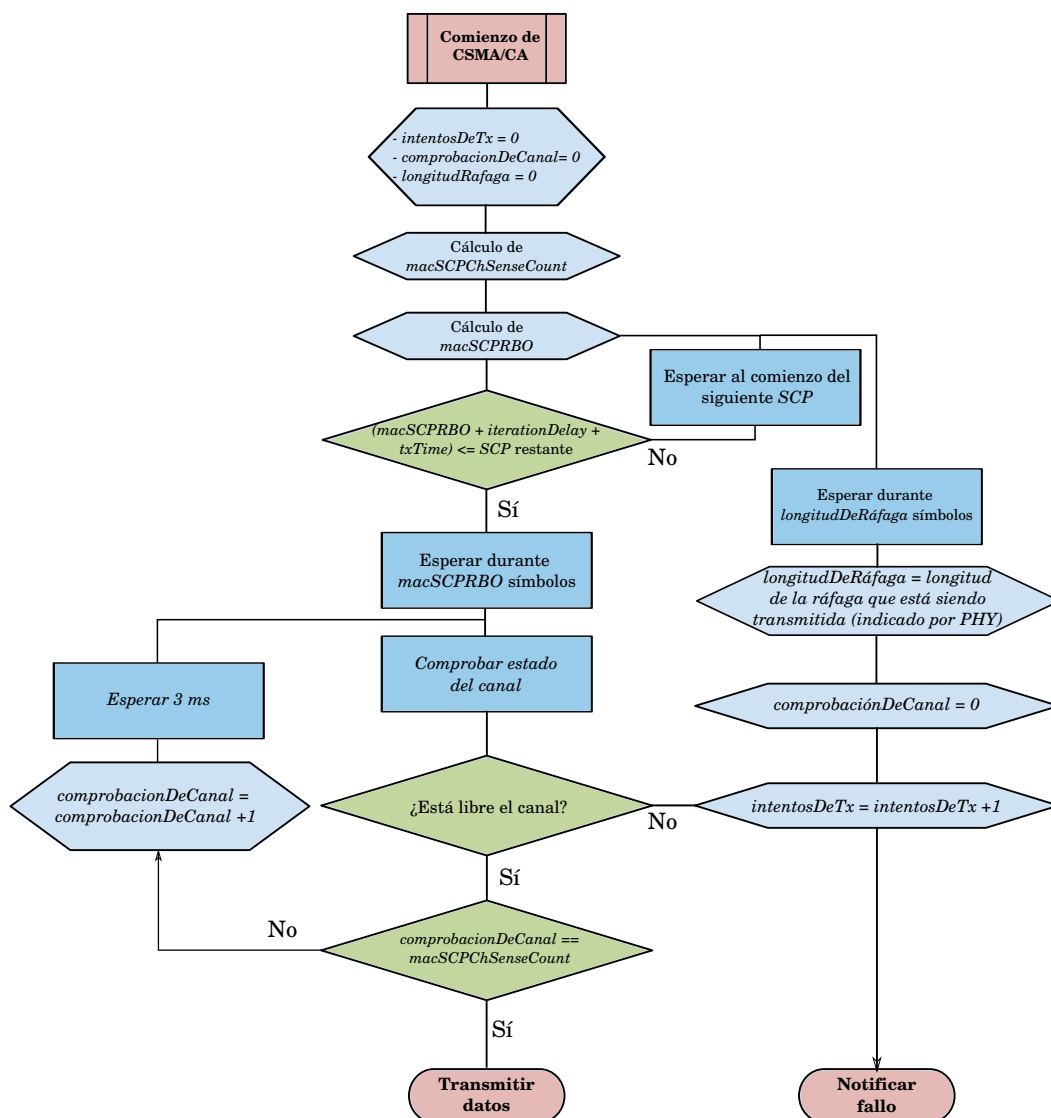 Comienzo de
CSMA/CA
- intentosDeTx = 0
- comprobacionDeCanal= 0
- longitudRafaga = 0
Cálculo de
macSCPChSenseCount
Cálculo de
macSCPRBO
Esperar al comienzo del
siguiente SCP
(macSCPRBO + iterationDelay +
txTime) <= SCP restante
No
Sí
Esperar durante
longitudDeRáfaga símbolos
Esperar durante
macSCPRBO símbolos
longitudDeRáfaga = longitud
de la ráfaga que está siendo
transmitida (indicado por PHY)
Esperar 3 ms
Comprobar estado
del canal
comprobaciónDeCanal = 0
comprobacionDeCanal =
comprobacionDeCanal +1
¿Está libre el canal?
No
intentosDeTx = intentosDeTx +1
Sí
No
comprobacionDeCanal ==
macSCPChSenseCount
Sí
Transmitir
datos
Notificar
fallo